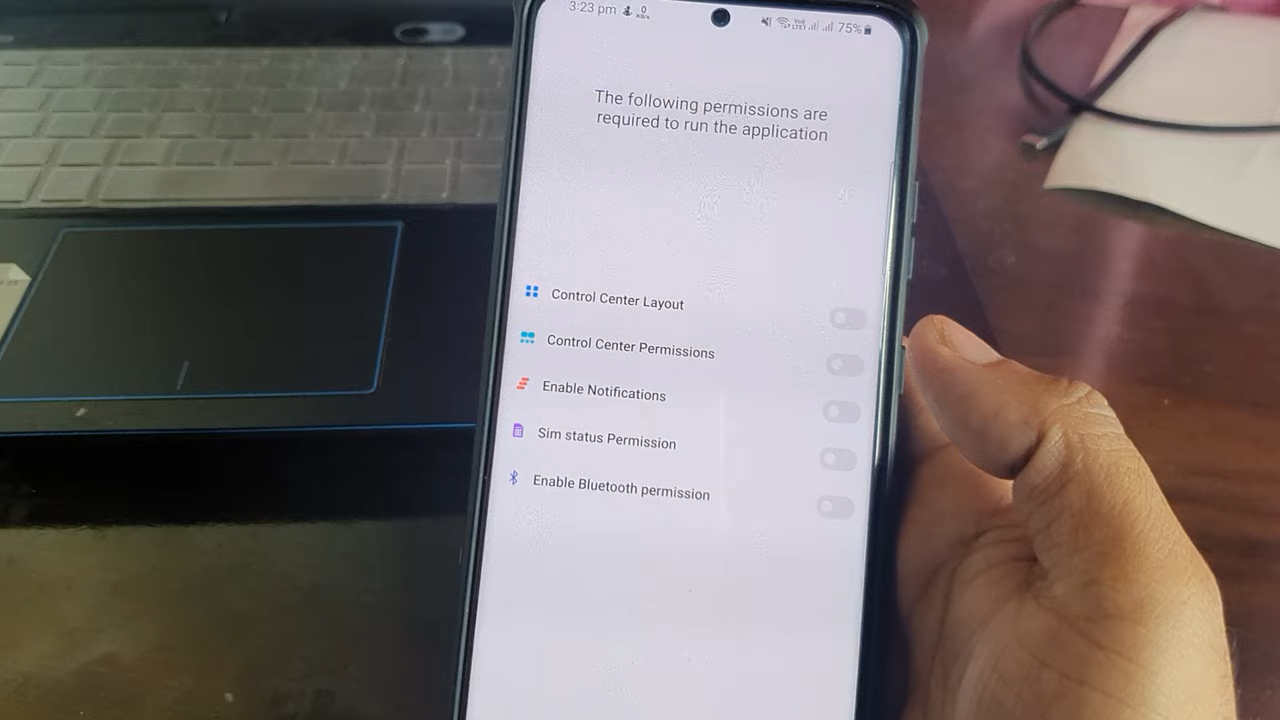 3:23 pm
0
KB/s
75%
The following permissions are
required to run the application
Control Center Layout
Control Center Permissions
Enable Notifications
Sim status Permission
Enable Bluetooth permission